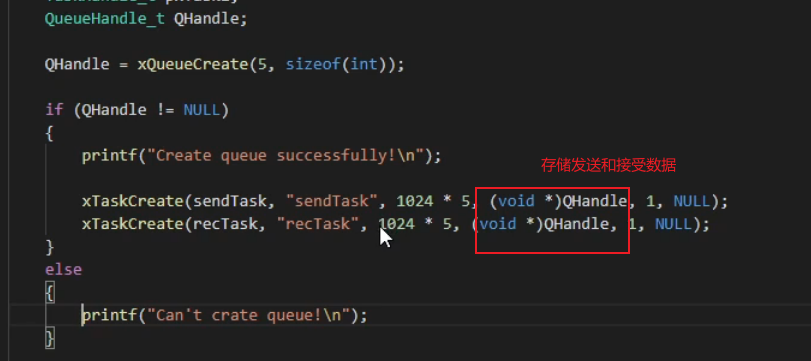 QueueHandle_t QHandle;
QHandle = xQueueCreate(5, sizeof(int));
if (QHandle != NULL)
{
printf("Create queue successfully!\n");
存储发送和接受数据
xTaskCreate(sendTask, "sendTask", 1024 * 5, (void *)QHandle, 1, NULL);
xTaskCreate(recTask, "recTask", 1024 * 5, (void *)QHandle, 1, NULL);
}
else
{
printf("Can't crate queue!\n");
}